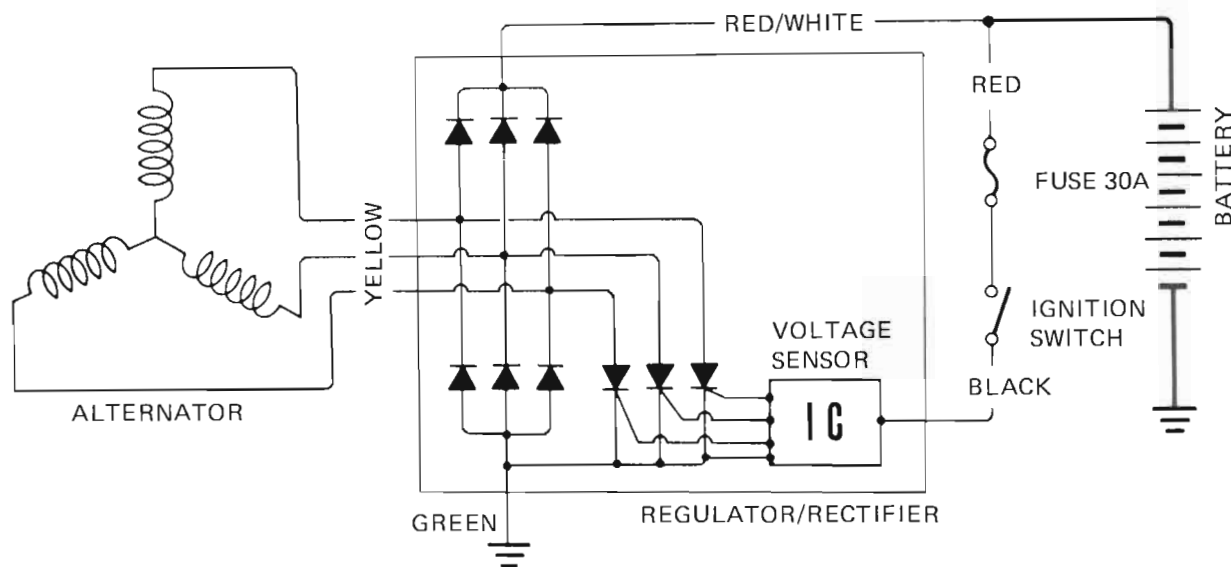 RED/WHITE
RED
FUSE 30A
BATTERY
YELLOW
IGNITION
SWITCH
VOLTAGE
SENSOR
BLACK
IC
ALTERNATOR
GREEN
REGULATOR/RECTIFIER